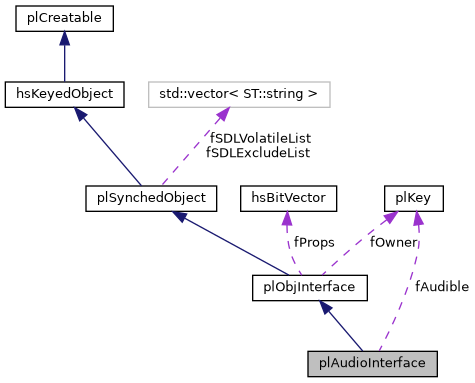 plCreatable
hsKeyedObject
std::vector< ST::string >
fSDLVolatileList
fSDLExcludeList
plSynchedObject
hsBitVector
plKey
fProps
fOwner
plObjInterface
fAudible
plAudioInterface